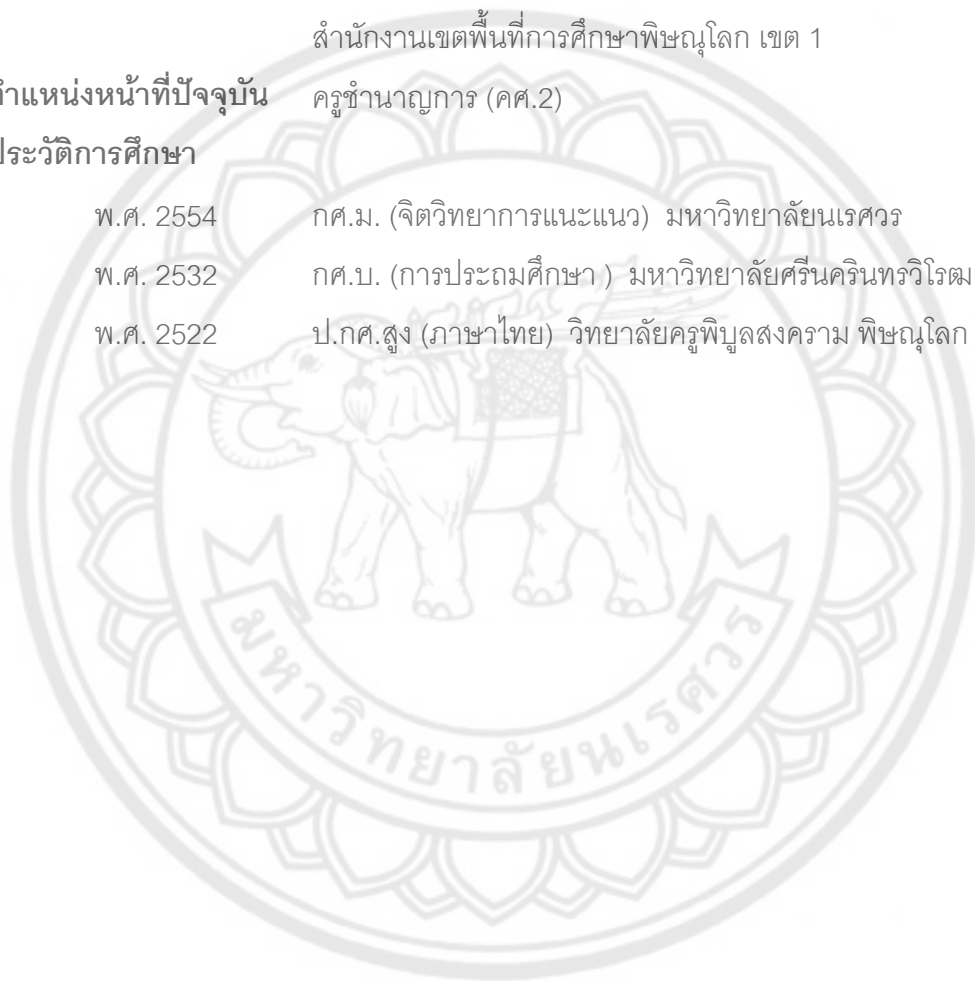 สำนักงานเขตพื้นที่การศึกษาพิษณุโลก เขต 1
ตำแหน่งหน้าที่ปัจจุบัน ครูชำนาญการ (คศ.2)
ประวัติการศึกษา
พ.ศ. 2554 กศ.ม. (จิตวิทยาการแนะแนว) มหาวิทยาลัยนเรศวร
พ.ศ. 2532 กศ.บ. (การประถมศึกษา ) มหาวิทยาลัยศรีนครินทรวิโรฒ
พ.ศ. 2522 ป.กศ.สูง (ภาษาไทย) วิทยาลัยครูพิบูลสงคราม พิษณุโลก
มหาวิทยาลัยนเรศวร